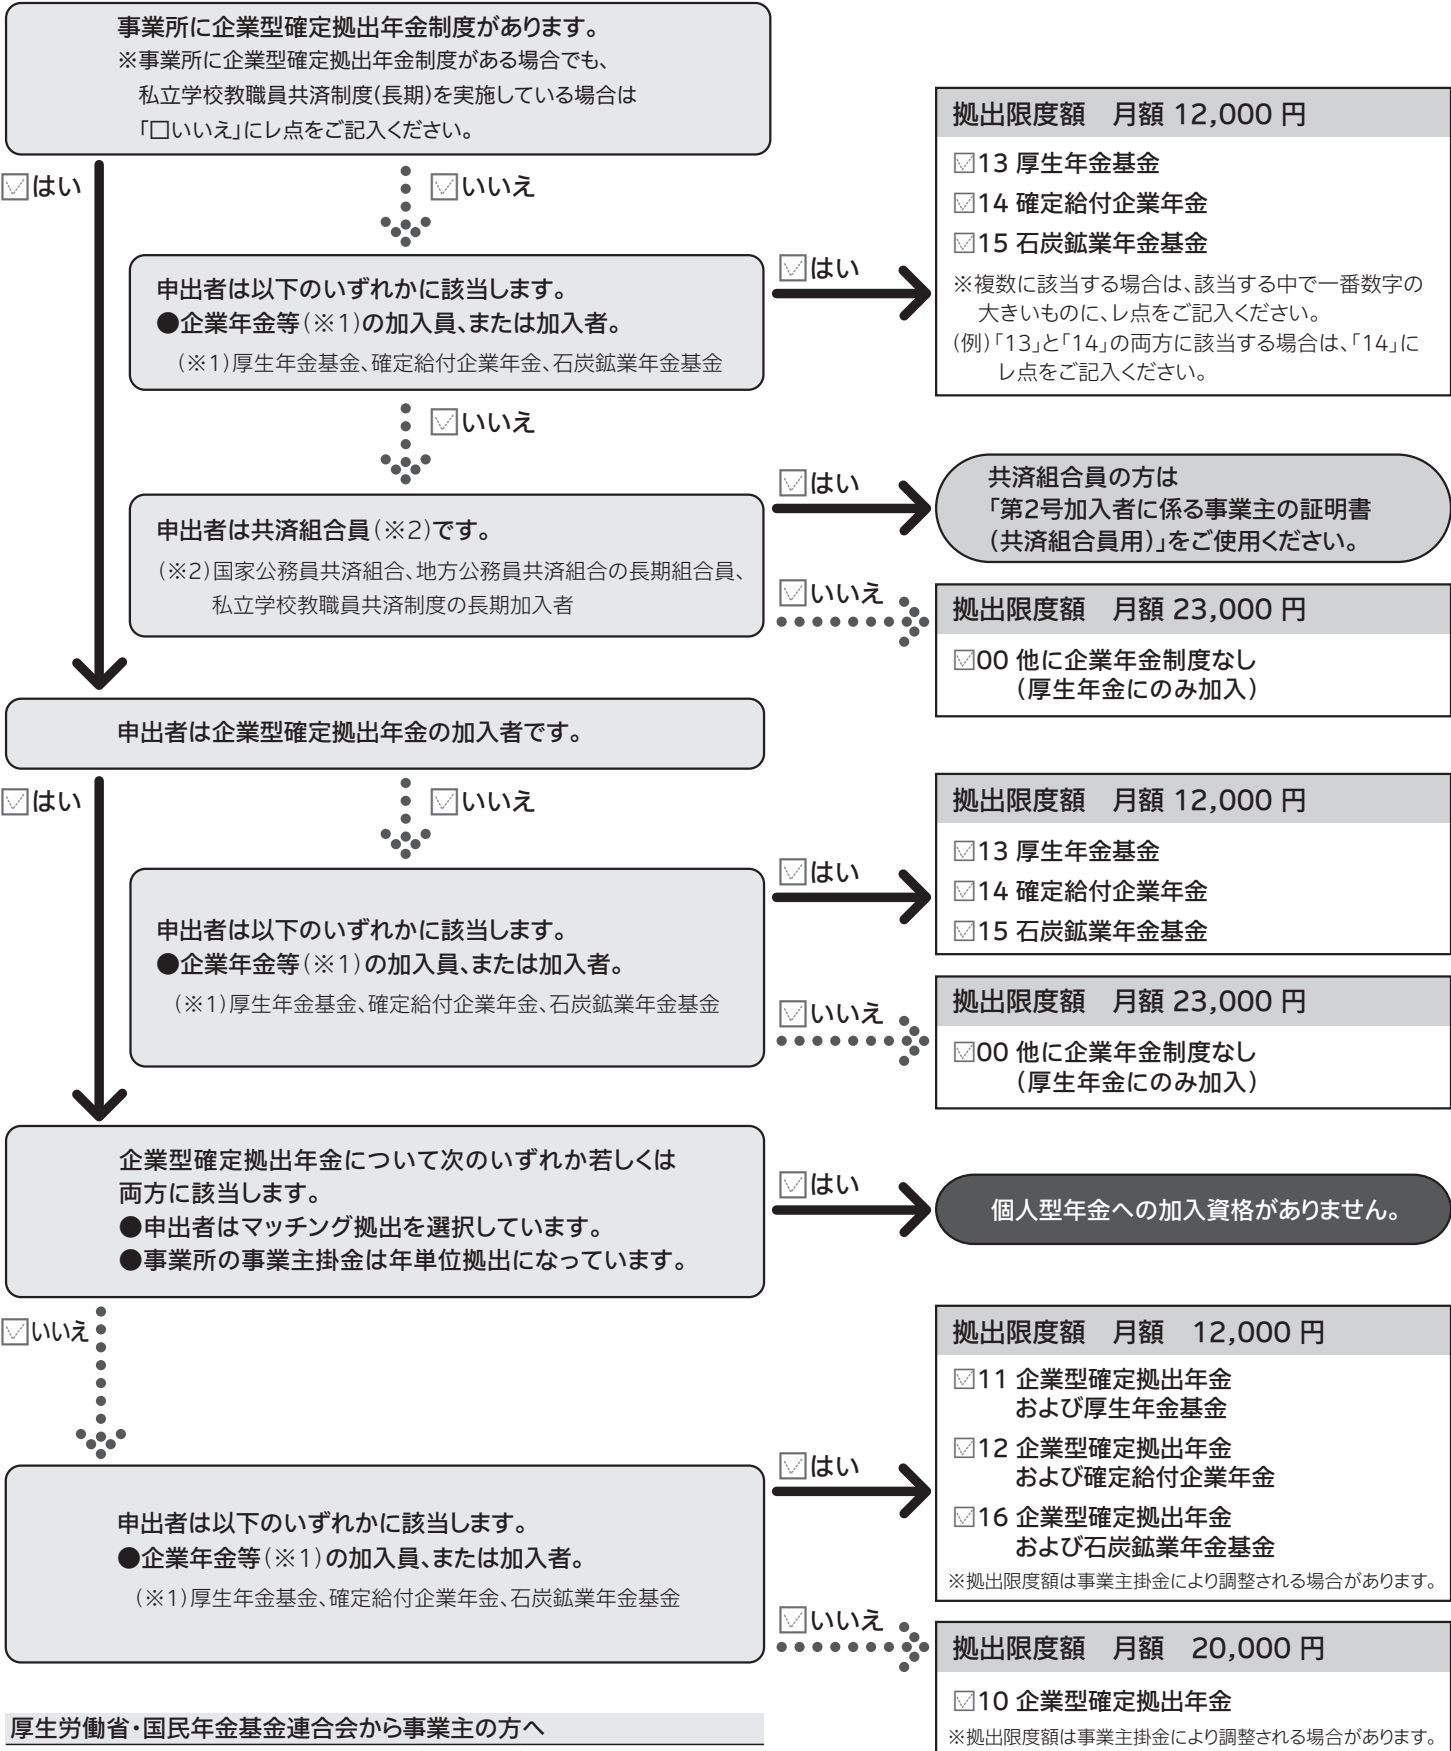 事業所に企業型確定拠出年金制度があります。
※事業所に企業型確定拠出年金制度がある場合でも、
私立学校教職員共済制度(長期)を実施している場合は
「□いいえ」にレ点をご記入ください。
☑はい
☑いいえ
申出者は以下のいずれかに該当します。
●企業年金等(※1)の加入員、または加入者。
(※1)厚生年金基金、確定給付企業年金、石炭鉱業年金基金
☑はい
拠出限度額 月額 12,000 円
☑13 厚生年金基金
☑14 確定給付企業年金
☑15 石炭鉱業年金基金
※複数に該当する場合は、該当する中で一番数字の
大きいものに、レ点をご記入ください。
(例)「13」と「14」の両方に該当する場合は、「14」に
レ点をご記入ください。
☑いいえ
申出者は共済組合員(※2)です。
(※2)国家公務員共済組合、地方公務員共済組合の長期組合員、
私立学校教職員共済制度の長期加入者
☑はい
共済組合員の方は
「第2号加入者に係る事業主の証明書
(共済組合員用)」をご使用ください。
☑いいえ
拠出限度額 月額 23,000 円
☑00 他に企業年金制度なし
(厚生年金にのみ加入)
申出者は企業型確定拠出年金の加入者です。
☑はい
☑いいえ
申出者は以下のいずれかに該当します。
●企業年金等(※1)の加入員、または加入者。
(※1)厚生年金基金、確定給付企業年金、石炭鉱業年金基金
☑はい
拠出限度額 月額 12,000 円
☑13 厚生年金基金
☑14 確定給付企業年金
☑15 石炭鉱業年金基金
☑いいえ
拠出限度額 月額 23,000 円
☑00 他に企業年金制度なし
(厚生年金にのみ加入)
企業型確定拠出年金について次のいずれか若しくは
両方に該当します。
●申出者はマッチング拠出を選択しています。
●事業所の事業主掛金は年単位拠出になっています。
☑はい
個人型年金への加入資格がありません。
☑いいえ
申出者は以下のいずれかに該当します。
●企業年金等(※1)の加入員、または加入者。
(※1)厚生年金基金、確定給付企業年金、石炭鉱業年金基金
☑はい
拠出限度額 月額 12,000 円
☑11 企業型確定拠出年金
および厚生年金基金
☑12 企業型確定拠出年金
および確定給付企業年金
☑16 企業型確定拠出年金
および石炭鉱業年金基金
※拠出限度額は事業主掛金により調整される場合があります。
☑いいえ
拠出限度額 月額 20,000 円
☑10 企業型確定拠出年金
※拠出限度額は事業主掛金により調整される場合があります。
厚生労働省・国民年金基金連合会から事業主の方へ